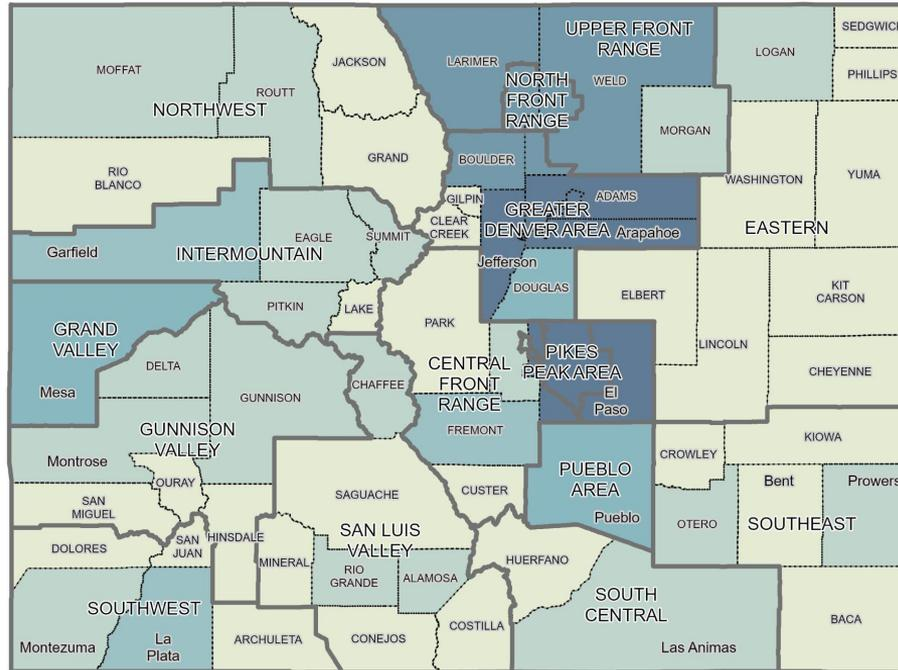 MOFFAT
ROUTT
JACKSON
LARIMER
UPPER FRONT
RANGE
WELD
NORTH
FRONT
RANGE
LOGAN
SEDGWIC
PHILLIPS
NORTHWEST
GRAND
RIO
BLANCO
BOULDER
MORGAN
WASHINGTON
YUMA
GILPIN
CLEAR
CREEK
GREATER
DENVER AREA
ADAMS
Arapahoe
EASTERN
Garfield
INTERMOUNTAIN
EAGLE
SUMMIT
Jefferson
DOUGLAS
ELBERT
KIT
CARSON
PITKIN
LAKE
PARK
LINCOLN
GRAND
VALLEY
Mesa
DELTA
GUNNISON
CHAFFEE
CENTRAL
FRONT
RANGE
PIKES
PEAK AREA
El
Paso
CHEYENNE
GUNNISON
VALLEY
Montrose
FREMONT
KIOWA
CROWLEY
OURAY
SAN
MIGUEL
SAGUACHE
CUSTER
PUEBLO
AREA
Pueblo
Bent
Prowers
OTERO
SOUTHEAST
DOLORES
SAN
JUAN
HINSDALE
MINERAL
SAN LUIS
VALLEY
RIO
GRANDE
ALAMOSA
HUERFANO
SOUTHWEST
Montezuma
La
Plata
ARCHULETA
CONEJOS
COSTILLA
SOUTH
CENTRAL
Las Animas
BACA